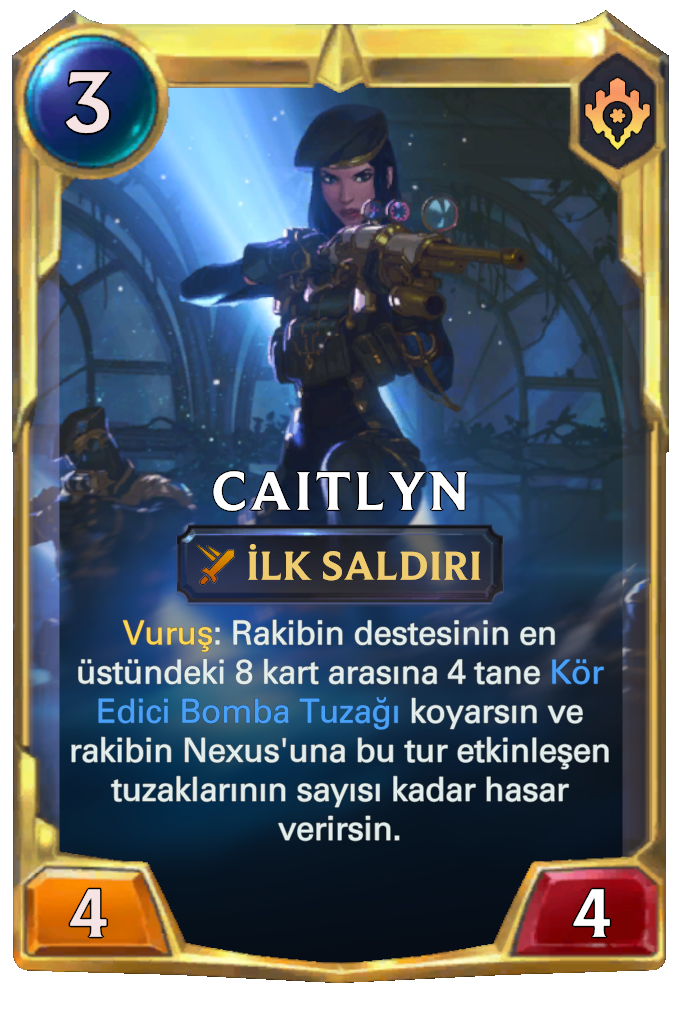 3
CAITLYN
İLK SALDIRI
Vuruş: Rakibin destesinin en
üstündeki 8 kart arasına 4 tane Kör
Edici Bomba Tuzağı koyarsın ve
rakibin Nexus'una bu tur etkinleşen
tuzaklarının sayısı kadar hasar
verirsin.
4
4